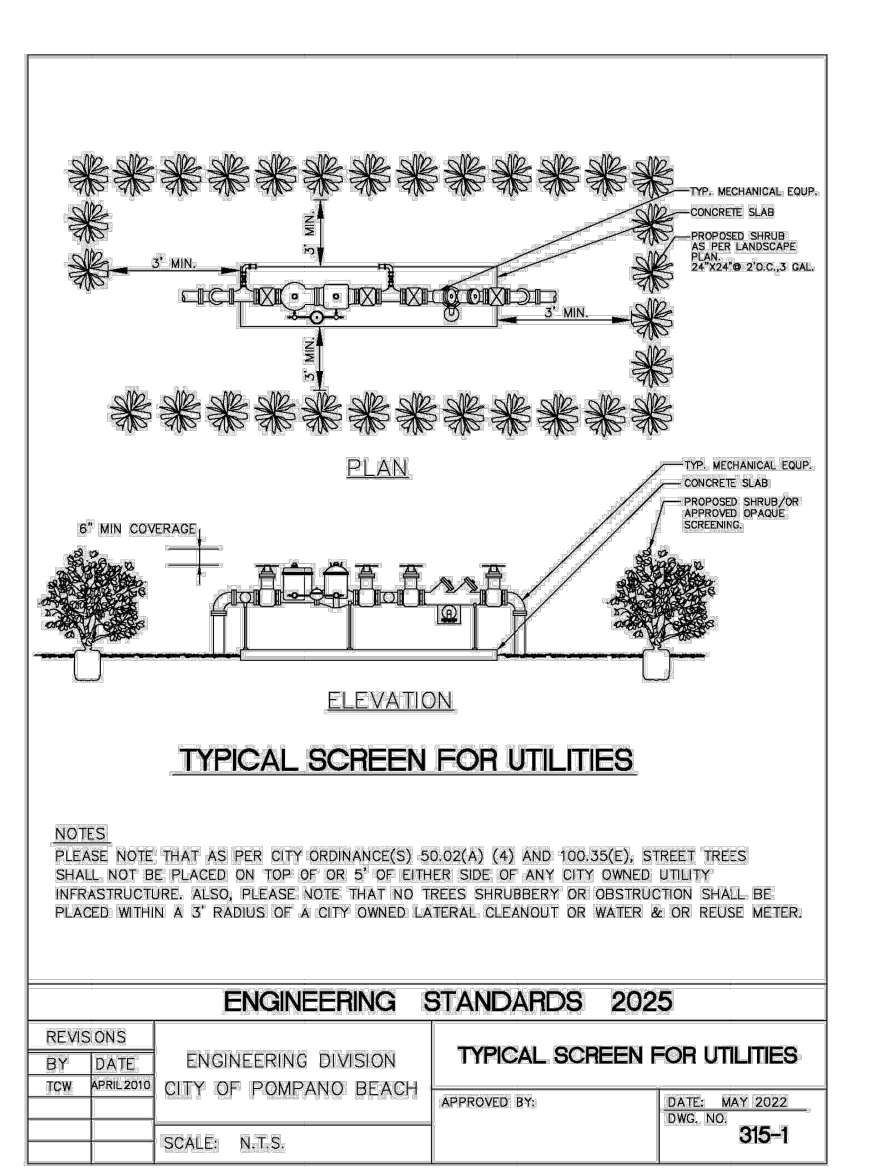 TYP. MECHANICAL EQUP.
CONCRETE SLAB
PROPOSED SHRUB
AS PER LANDSCAPE
PLAN.
24"X24"@ 2'O.C.,3 GAL.
3' MIN.
3' MIN.
3' MIN.
3' MIN.
PLAN
TYP. MECHANICAL EQUP.
CONCRETE SLAB
PROPOSED SHRUB/OR
APPROVED OPAQUE
SCREENING.
6" MIN COVERAGE
ELEVATION
TYPICAL SCREEN FOR UTILITIES
NOTES
PLEASE NOTE THAT AS PER CITY ORDINANCE(S) 50.02(A) (4) AND 100.35(E), STREET TREES
SHALL NOT BE PLACED ON TOP OF OR 5' OF EITHER SIDE OF ANY CITY OWNED UTILITY
INFRASTRUCTURE. ALSO, PLEASE NOTE THAT NO TREES SHRUBBERY OR OBSTRUCTION SHALL BE
PLACED WITHIN A 3' RADIUS OF A CITY OWNED LATERAL CLEANOUT OR WATER & OR REUSE METER.
ENGINEERING STANDARDS 2025
REVISIONS
BY DATE
TCW APRIL 2010
ENGINEERING DIVISION
CITY OF POMPANO BEACH
SCALE: N.T.S.
TYPICAL SCREEN FOR UTILITIES
APPROVED BY:
DATE: MAY 2022
DWG. NO.
315-1